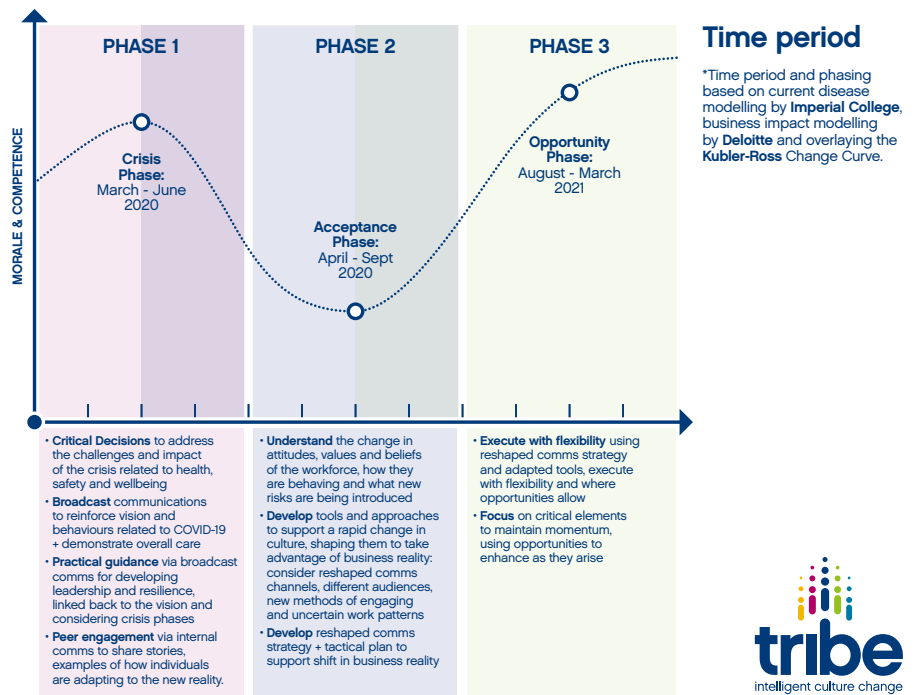 PHASE 1
PHASE 2
PHASE 3
Time period
*Time period and phasing
based on current disease
modelling by Imperial College,
business impact modelling
by Deloitte and overlaying the
Kubler-Ross Change Curve.
MORALE & COMPETENCE
Crisis
Phase:
March - June
2020
Acceptance
Phase:
April - Sept
2020
Opportunity
Phase:
August - March
2021
• Critical Decisions to address
the challenges and impact
of the crisis related to health,
safety and wellbeing
• Broadcast communications
to reinforce vision and
behaviours related to COVID-19
+ demonstrate overall care
• Practical guidance via broadcast
comms for developing
leadership and resilience,
linked back to the vision and
considering crisis phases
• Peer engagement via internal
comms to share stories,
examples of how individuals
are adapting to the new reality.
• Understand the change in
attitudes, values and beliefs
of the workforce, how they
are behaving and what new
risks are being introduced
• Develop tools and approaches
to support a rapid change in
culture, shaping them to take
advantage of business reality:
consider reshaped comms
channels, different audiences,
new methods of engaging
and uncertain work patterns
• Develop reshaped comms
strategy + tactical plan to
support shift in business reality
• Execute with flexibility using
reshaped comms strategy
and adapted tools, execute
with flexibility and where
opportunities allow
• Focus on critical elements
to maintain momentum,
using opportunities to
enhance as they arise
tribe
intelligent culture change